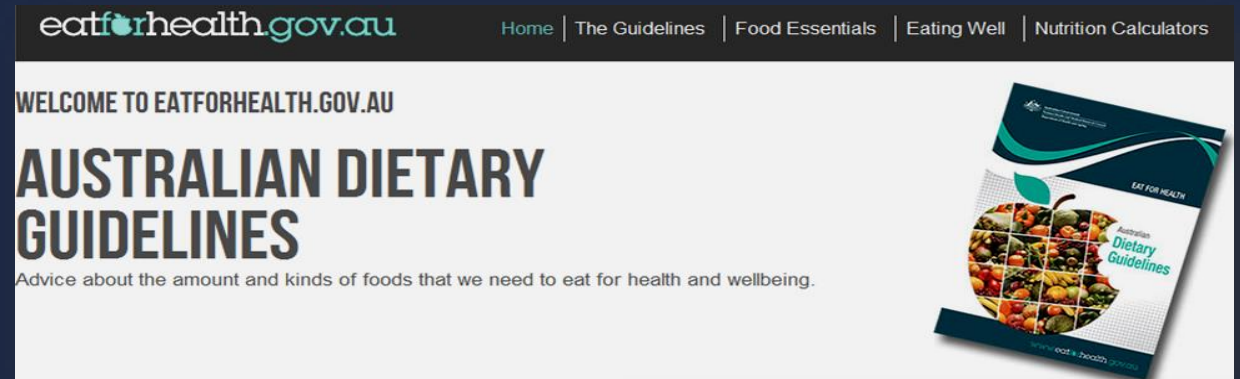 eatforhealth.gov.au
Home | The Guidelines | Food Essentials | Eating Well | Nutrition Calculators
WELCOME TO EATFORHEALTH.GOV.AU
AUSTRALIAN DIETARY
GUIDELINES
Advice about the amount and kinds of foods that we need to eat for health and wellbeing.
EAT FOR HEALTH
Australian
Dietary
Guidelines
www.eatforhealth.gov.au